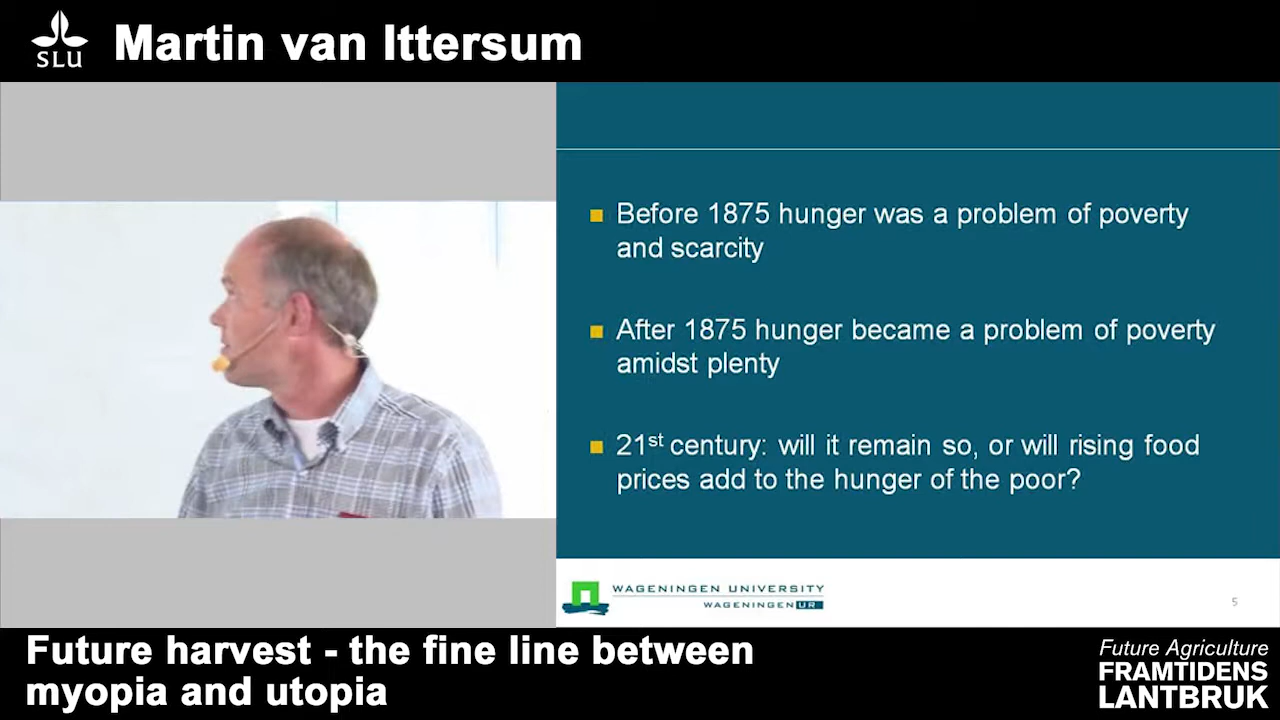 SLU
Martin van Ittersum
Before 1875 hunger was a problem of poverty
and scarcity
After 1875 hunger became a problem of poverty
amidst plenty
21st century: will it remain so, or will rising food
prices add to the hunger of the poor?
WAGENINGEN UNIVERSITY
WAGENINGEN UR
5
Future harvest - the fine line between
myopia and utopia
Future Agriculture
FRAMTIDENS
LANTBRUK